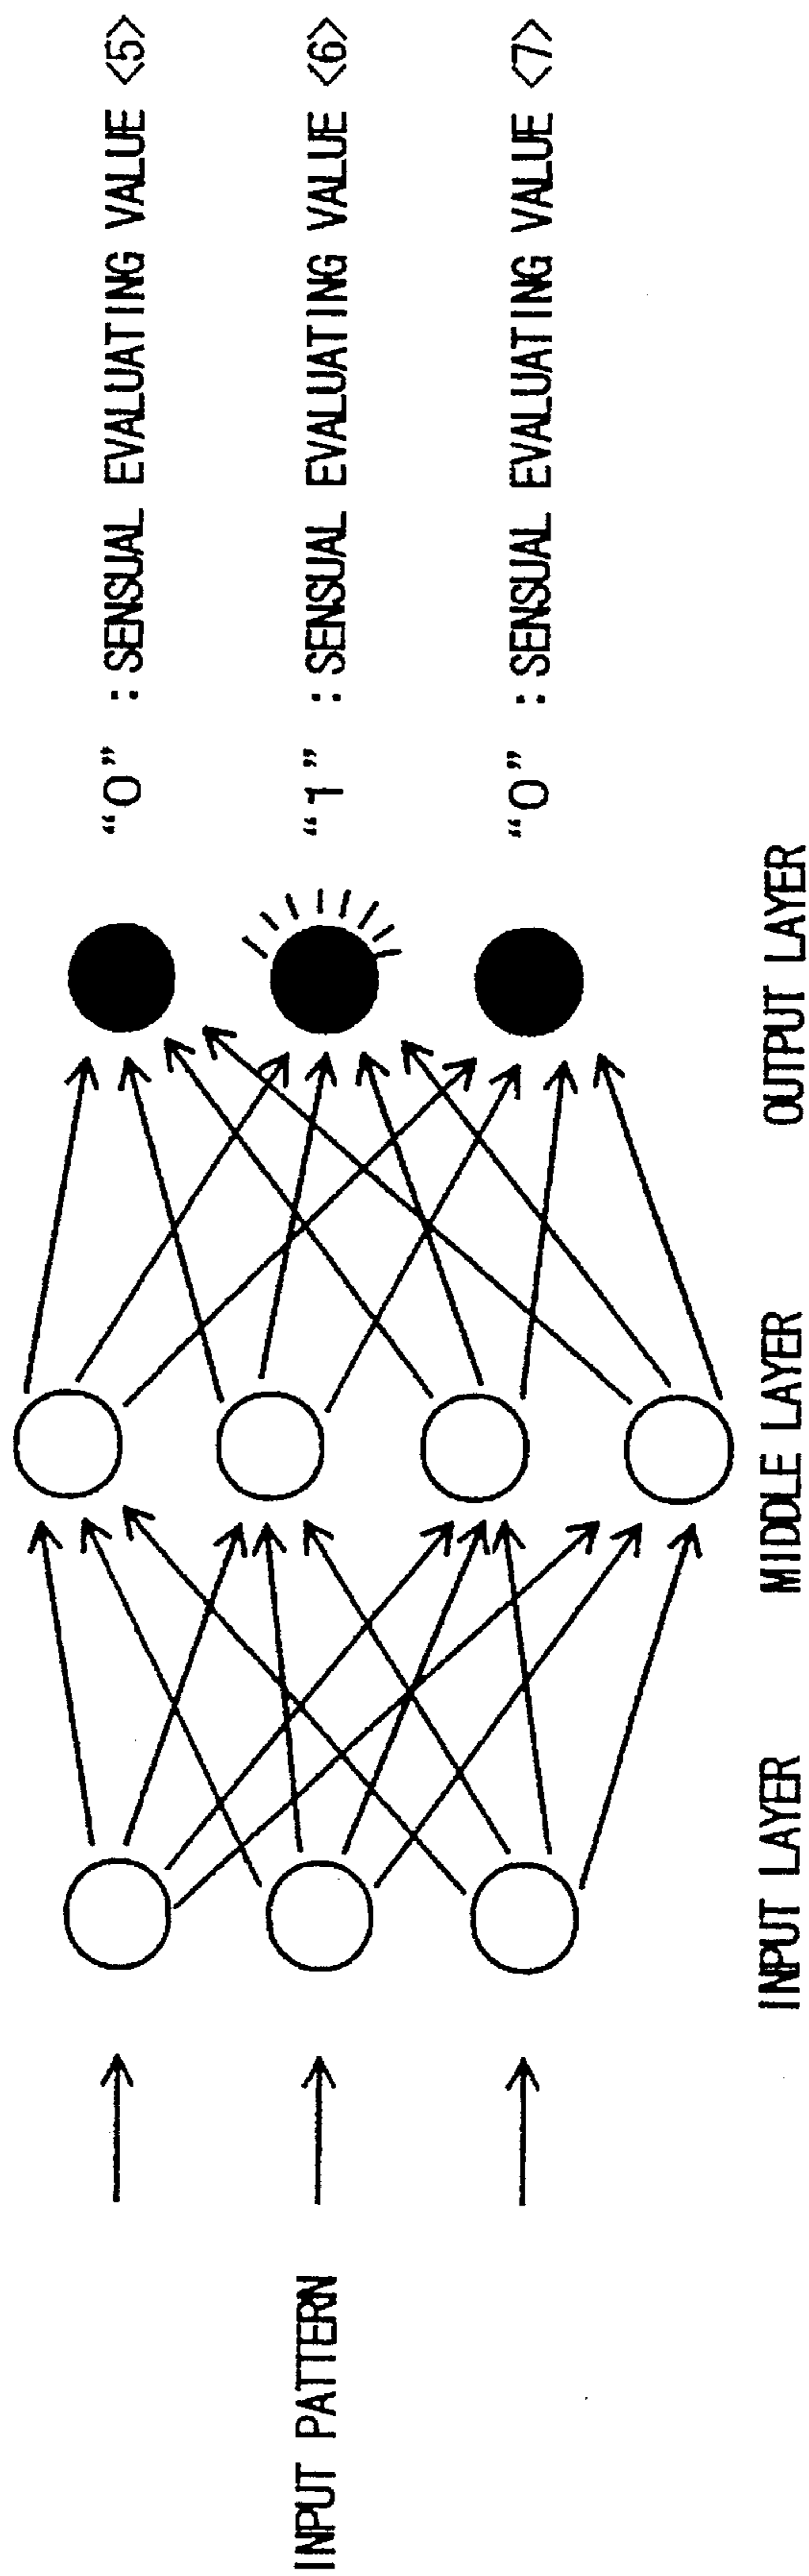 INPUT PATTERN
"0" :SENSUAL EVALUATING VALUE <5>
"1" :SENSUAL EVALUATING VALUE <6>
"0" :SENSUAL EVALUATING VALUE <7>
INPUT LAYER
MIDDLE LAYER
OUTPUT LAYER